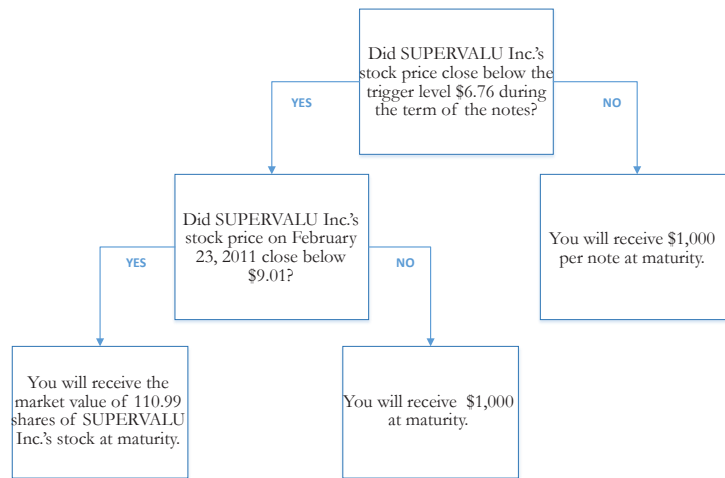 Did SUPERVALU Inc.'s
stock price close below the
trigger level $6.76 during
the term of the notes?
YES
NO
Did SUPERVALU Inc.'s
stock price on February
23, 2011 close below
$9.01?
You will receive $1,000
per note at maturity.
YES
NO
You will receive the
market value of 110.99
shares of SUPERVALU
Inc.'s stock at maturity.
You will receive $1,000
at maturity.